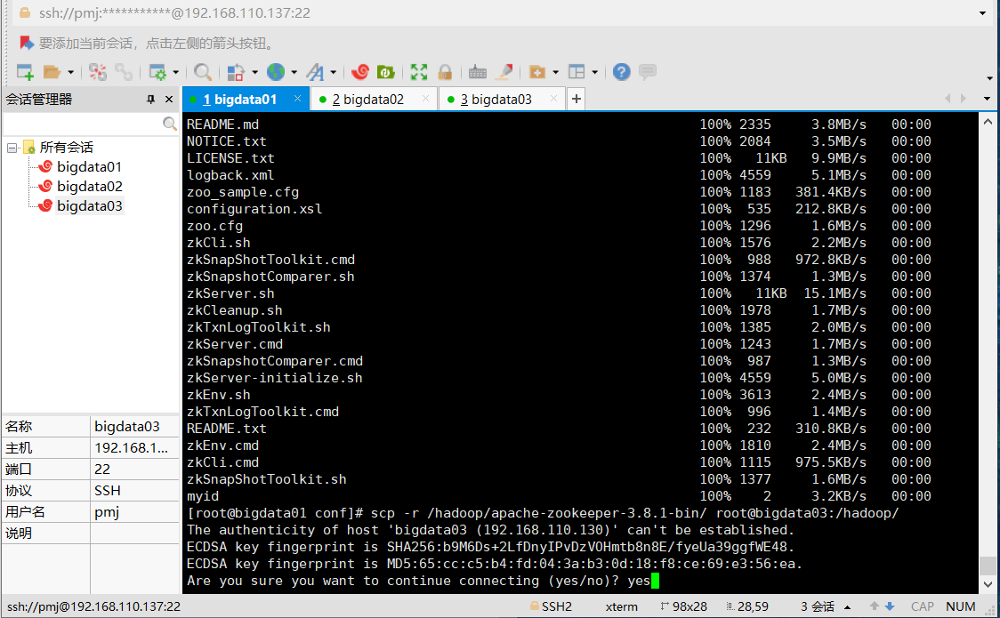 ssh://pmj:***********@192.168.110.137:22
要添加当前会话，点击左侧的箭头按钮。
会话管理器
1 bigdata01
2 bigdata02
3 bigdata03
所有会话
bigdata01
bigdata02
bigdata03
名称 bigdata03
主机 192.168.1...
端口 22
协议 SSH
用户名 pmj
说明
README.md 100% 2335 3.8MB/s 00:00
NOTICE.txt 100% 2084 3.5MB/s 00:00
LICENSE.txt 100% 11KB 9.9MB/s 00:00
logback.xml 100% 4559 5.1MB/s 00:00
zoo_sample.cfg 100% 1183 381.4KB/s 00:00
configuration.xsl 100% 535 212.8KB/s 00:00
zoo.cfg 100% 1296 1.6MB/s 00:00
zkCli.sh 100% 1576 2.2MB/s 00:00
zkSnapShotToolkit.cmd 100% 988 972.8KB/s 00:00
zkSnapshotComparer.sh 100% 1374 1.3MB/s 00:00
zkServer.sh 100% 11KB 15.1MB/s 00:00
zkCleanup.sh 100% 1978 1.7MB/s 00:00
zkTxnLogToolkit.sh 100% 1385 2.0MB/s 00:00
zkServer.cmd 100% 1243 1.7MB/s 00:00
zkSnapshotComparer.cmd 100% 987 1.3MB/s 00:00
zkServer-initialize.sh 100% 4559 5.0MB/s 00:00
zkEnv.sh 100% 3613 2.4MB/s 00:00
zkTxnLogToolkit.cmd 100% 996 1.4MB/s 00:00
README.txt 100% 232 310.8KB/s 00:00
zkEnv.cmd 100% 1810 2.4MB/s 00:00
zkCli.cmd 100% 1115 975.5KB/s 00:00
zkSnapShotToolkit.sh 100% 1377 1.6MB/s 00:00
myid 100% 2 3.2KB/s 00:00
[root@bigdata01 conf]# scp -r /hadoop/apache-zookeeper-3.8.1-bin/ root@bigdata03:/hadoop/
The authenticity of host 'bigdata03 (192.168.110.130)' can't be established.
ECDSA key fingerprint is SHA256:b9M6Ds+2LfDnyIPvDzVOHmtb8n8E/fyeUa39ggfWE48.
ECDSA key fingerprint is MD5:65:cc:c5:b4:fd:04:3a:b3:0d:18:f8:ce:69:e3:56:ea.
Are you sure you want to continue connecting (yes/no)? yes
ssh://pmj@192.168.110.137:22 SSH2 xterm 98x28 28,59 3 会话 CAP NUM